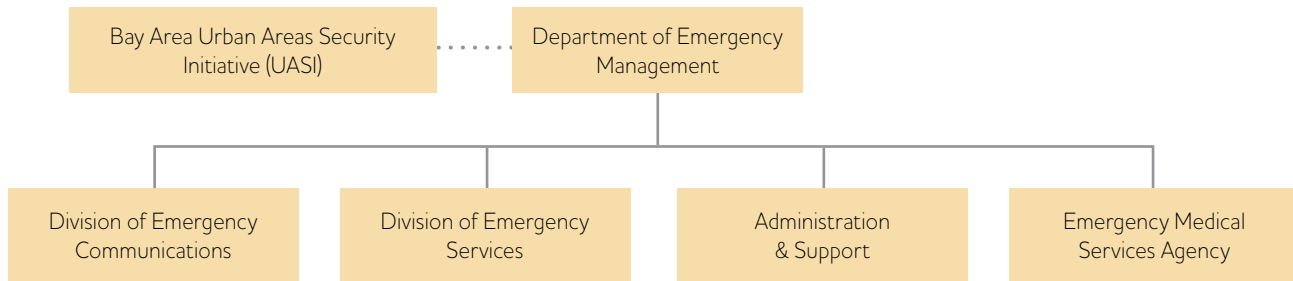 Bay Area Urban Areas Security
Initiative (UASI)
Department of Emergency
Management
Division of Emergency
Communications
Division of Emergency
Services
Administration
& Support
Emergency Medical
Services Agency